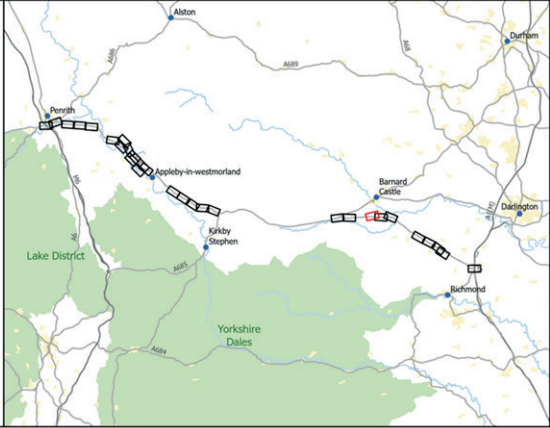 Alston
Durham
A686
A68
A689
Penrith
Appleby-in-westmorland
Barnard
Castle
Darlington
A1(M)
M6
A6
Kirkby
Stephen
Lake District
A685
Richmond
Yorkshire
Dales
A684